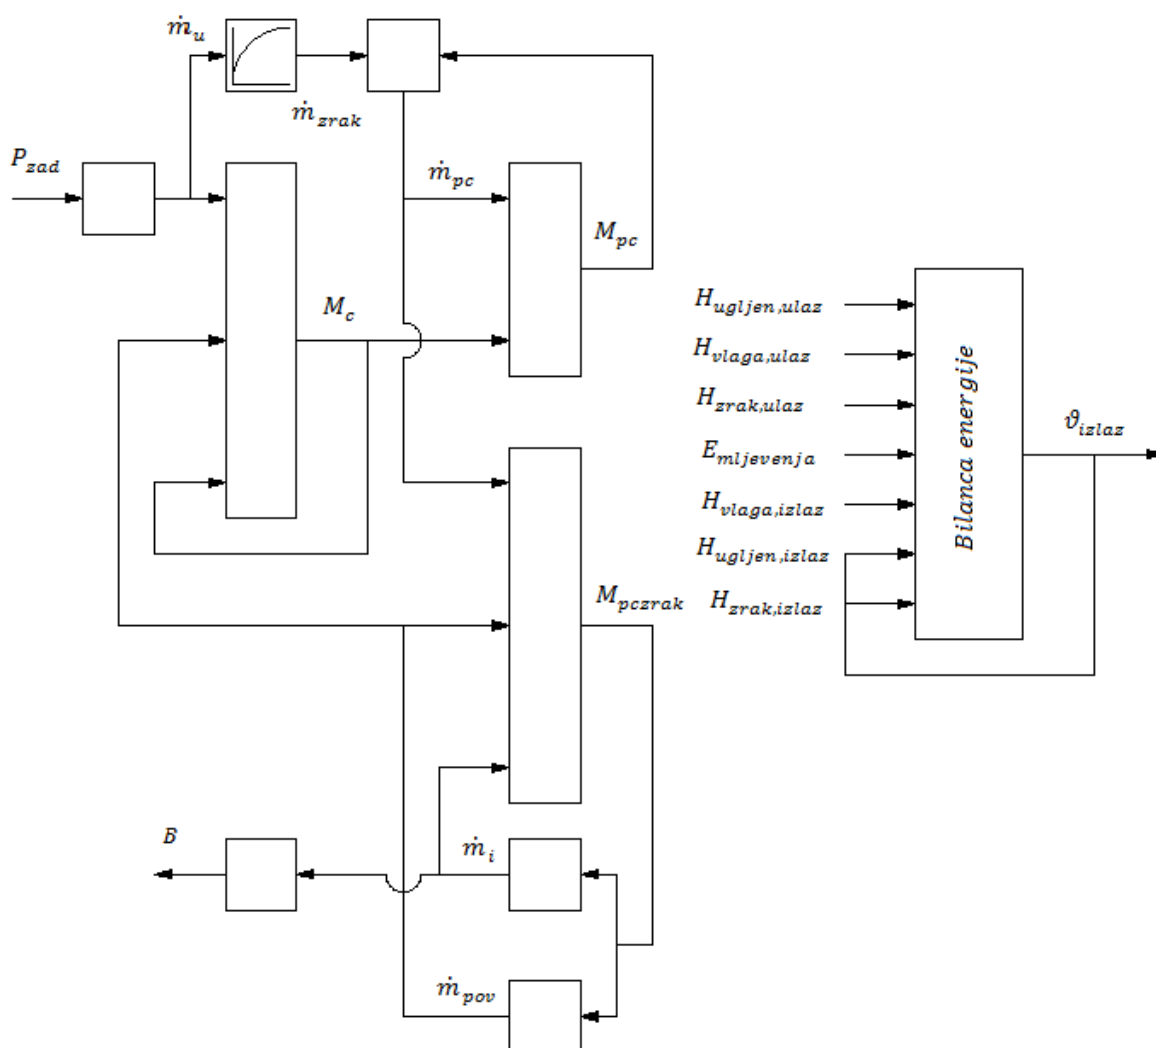 ṁ_u
ṁ_zrak
P_zad
ṁ_pc
M_pc
M_c
H_ugljen,ulaz
H_vlaga,ulaz
H_zrak,ulaz
E_mljevenja
H_vlaga,izlaz
H_ugljen,izlaz
H_zrak,izlaz
Bilanca energije
ϑ_izlaz
M_pczrak
B
ṁ_i
ṁ_pov